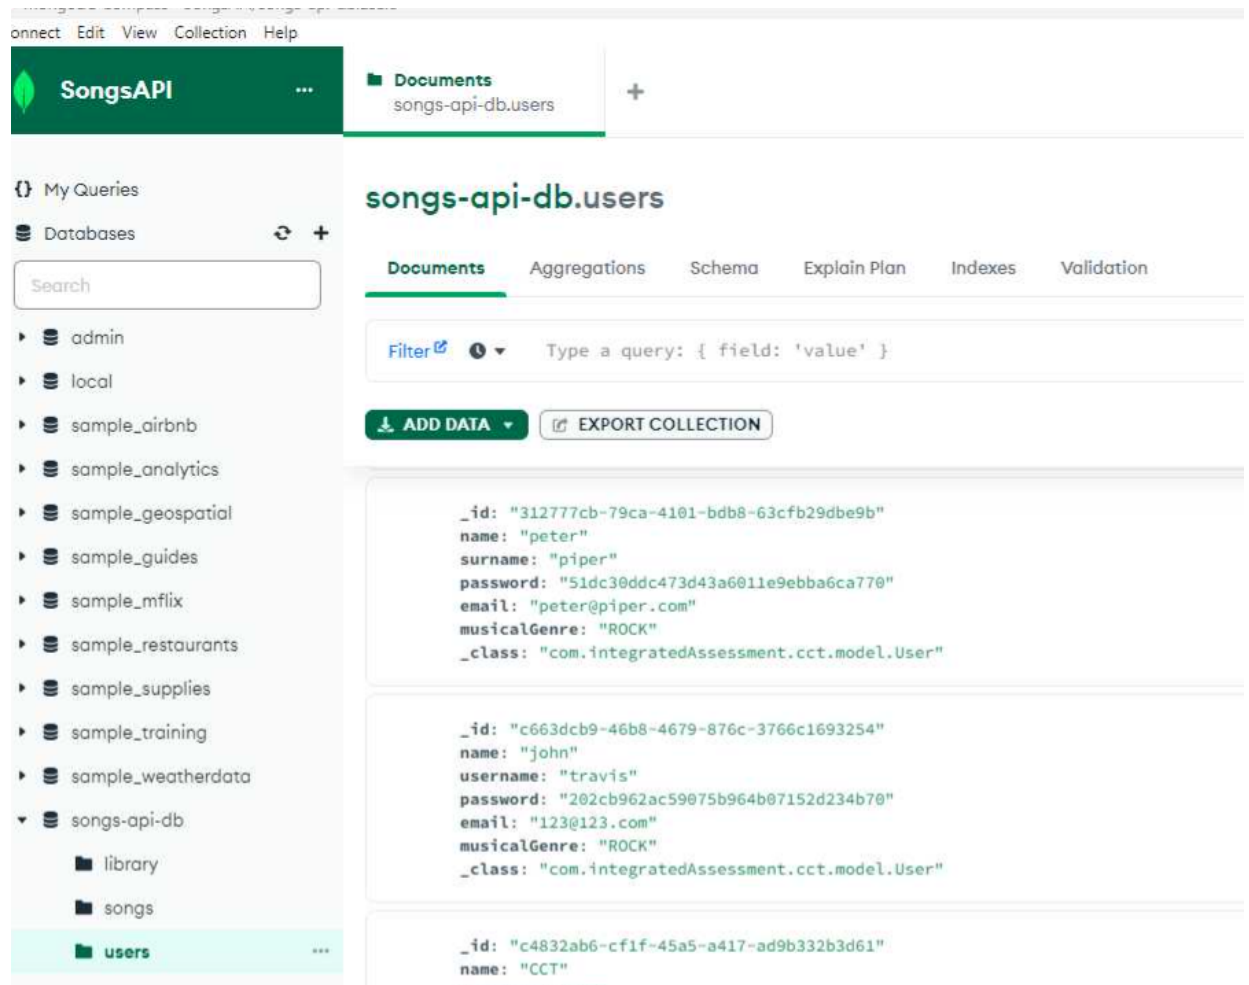 onnect Edit View Collection Help
SongsAPI ...
Documents
songs-api-db.users
+
{} My Queries
Databases +
Search
admin
local
sample_airbnb
sample_analytics
sample_geospatial
sample_guides
sample_mflix
sample_restaurants
sample_supplies
sample_training
sample_weatherdata
songs-api-db
library
songs
users ...
songs-api-db.users
Documents Aggregations Schema Explain Plan Indexes Validation
Filter Type a query: { field: 'value' }
ADD DATA EXPORT COLLECTION
_id: "312777cb-79ca-4101-bdb8-63cfb29dbe9b"
name: "peter"
surname: "piper"
password: "51dc30ddc473d43a6011e9ebba6ca770"
email: "peter@piper.com"
musicalGenre: "ROCK"
_class: "com.integratedAssessment.cct.model.User"
_id: "c663dcb9-46b8-4679-876c-3766c1693254"
name: "john"
username: "travis"
password: "202cb962ac59075b964b07152d234b70"
email: "123@123.com"
musicalGenre: "ROCK"
_class: "com.integratedAssessment.cct.model.User"
_id: "c4832ab6-cf1f-45a5-a417-ad9b332b3d61"
name: "CCT"